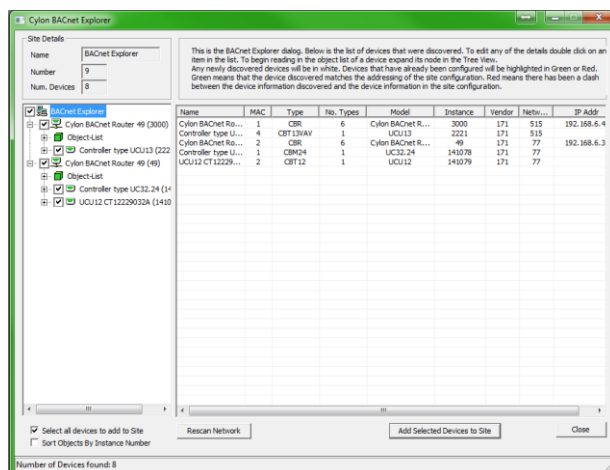 Cylon BACnet Explorer
Site Details
Name BACnet Explorer
Number 9
Num. Devices 8
This is the BACnet Explorer dialog. Below is the list of devices that were discovered. To edit any of the details double click on an
item in the list. To begin reading in the object list of a device expand its node in the Tree View.
Any newly discovered devices will be in white. Devices that have already been configured will be highlighted in Green or Red.
Green means that the device discovered matches the addressing of the site configuration. Red means there has been a clash
between the device information discovered and the device information in the site configuration.
BACnet Explorer
Cylon BACnet Router 49 (3000)
Object-List
Controller type UCU13 (222
Cylon BACnet Router 49 (49)
Object-List
Controller type UC32.24 (14
UCU12 CT12229032A (1410
Name MAC Type No. Types Model Instance Vendor Netw... IP Addr
Cylon BACnet Ro... 1 CBR 6 Cylon BACnet R... 3000 171 515 192.168.6.4
Controller type U... 4 CBT13VAV 1 UCU13 2221 171 515
Cylon BACnet Ro... 2 CBR 6 Cylon BACnet R... 49 171 77 192.168.6.3
Controller type U... 1 CBM24 1 UC32.24 141078 171 77
UCU12 CT12229... 2 CBT12 1 UCU12 141079 171 77
Select all devices to add to Site
Sort Objects By Instance Number
Rescan Network
Add Selected Devices to Site
Close
Number of Devices found: 8